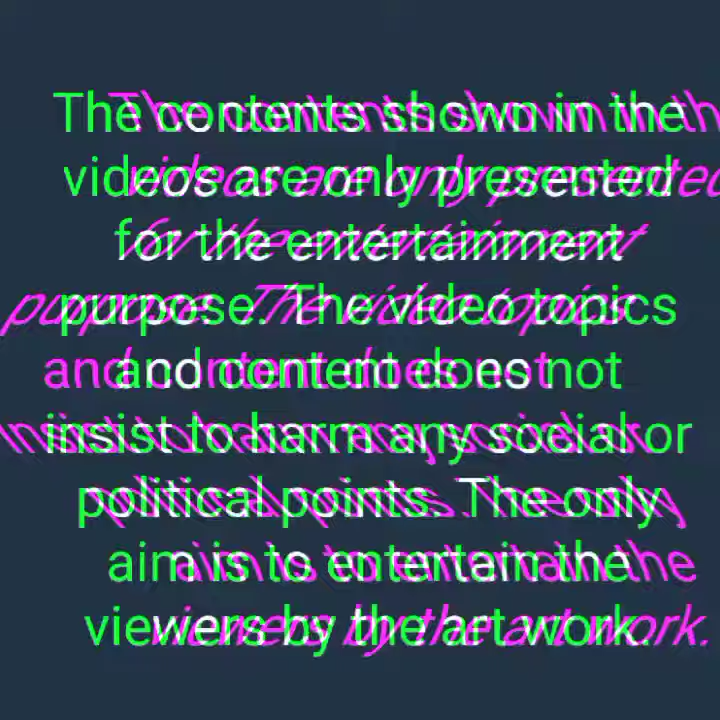 The contents shown in the
videos are only presented
for the entertainment
purpose. The video topics
and content does not
insist to harm any social or
political points. The only
aim is to entertain the
viewers by the art work.